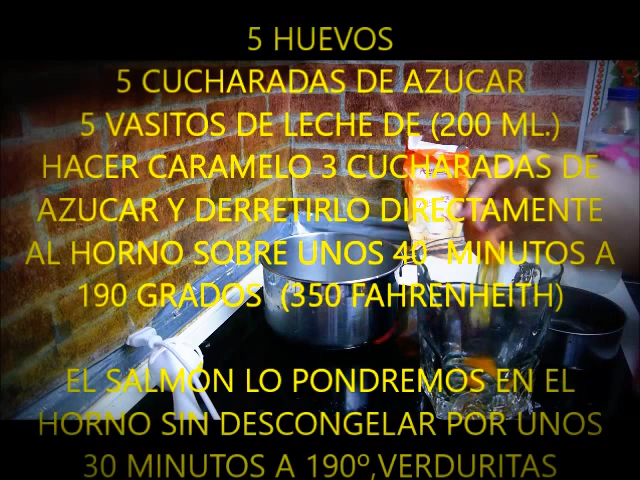 5 HUEVOS
5 CUCHARADAS DE AZUCAR
5 VASITOS DE LECHE DE (200 ML.)
HACER CARAMELO 3 CUCHARADAS DE
AZUCAR Y DERRETIRLO DIRECTAMENTE
AL HORNO SOBRE UNOS 40 MINUTOS A
190 GRADOS (350 FAHRENHEITH)
EL SALMÓN LO PONDREMOS EN EL
HORNO SIN DESCONGELAR POR UNOS
30 MINUTOS A 190º,VERDURITAS